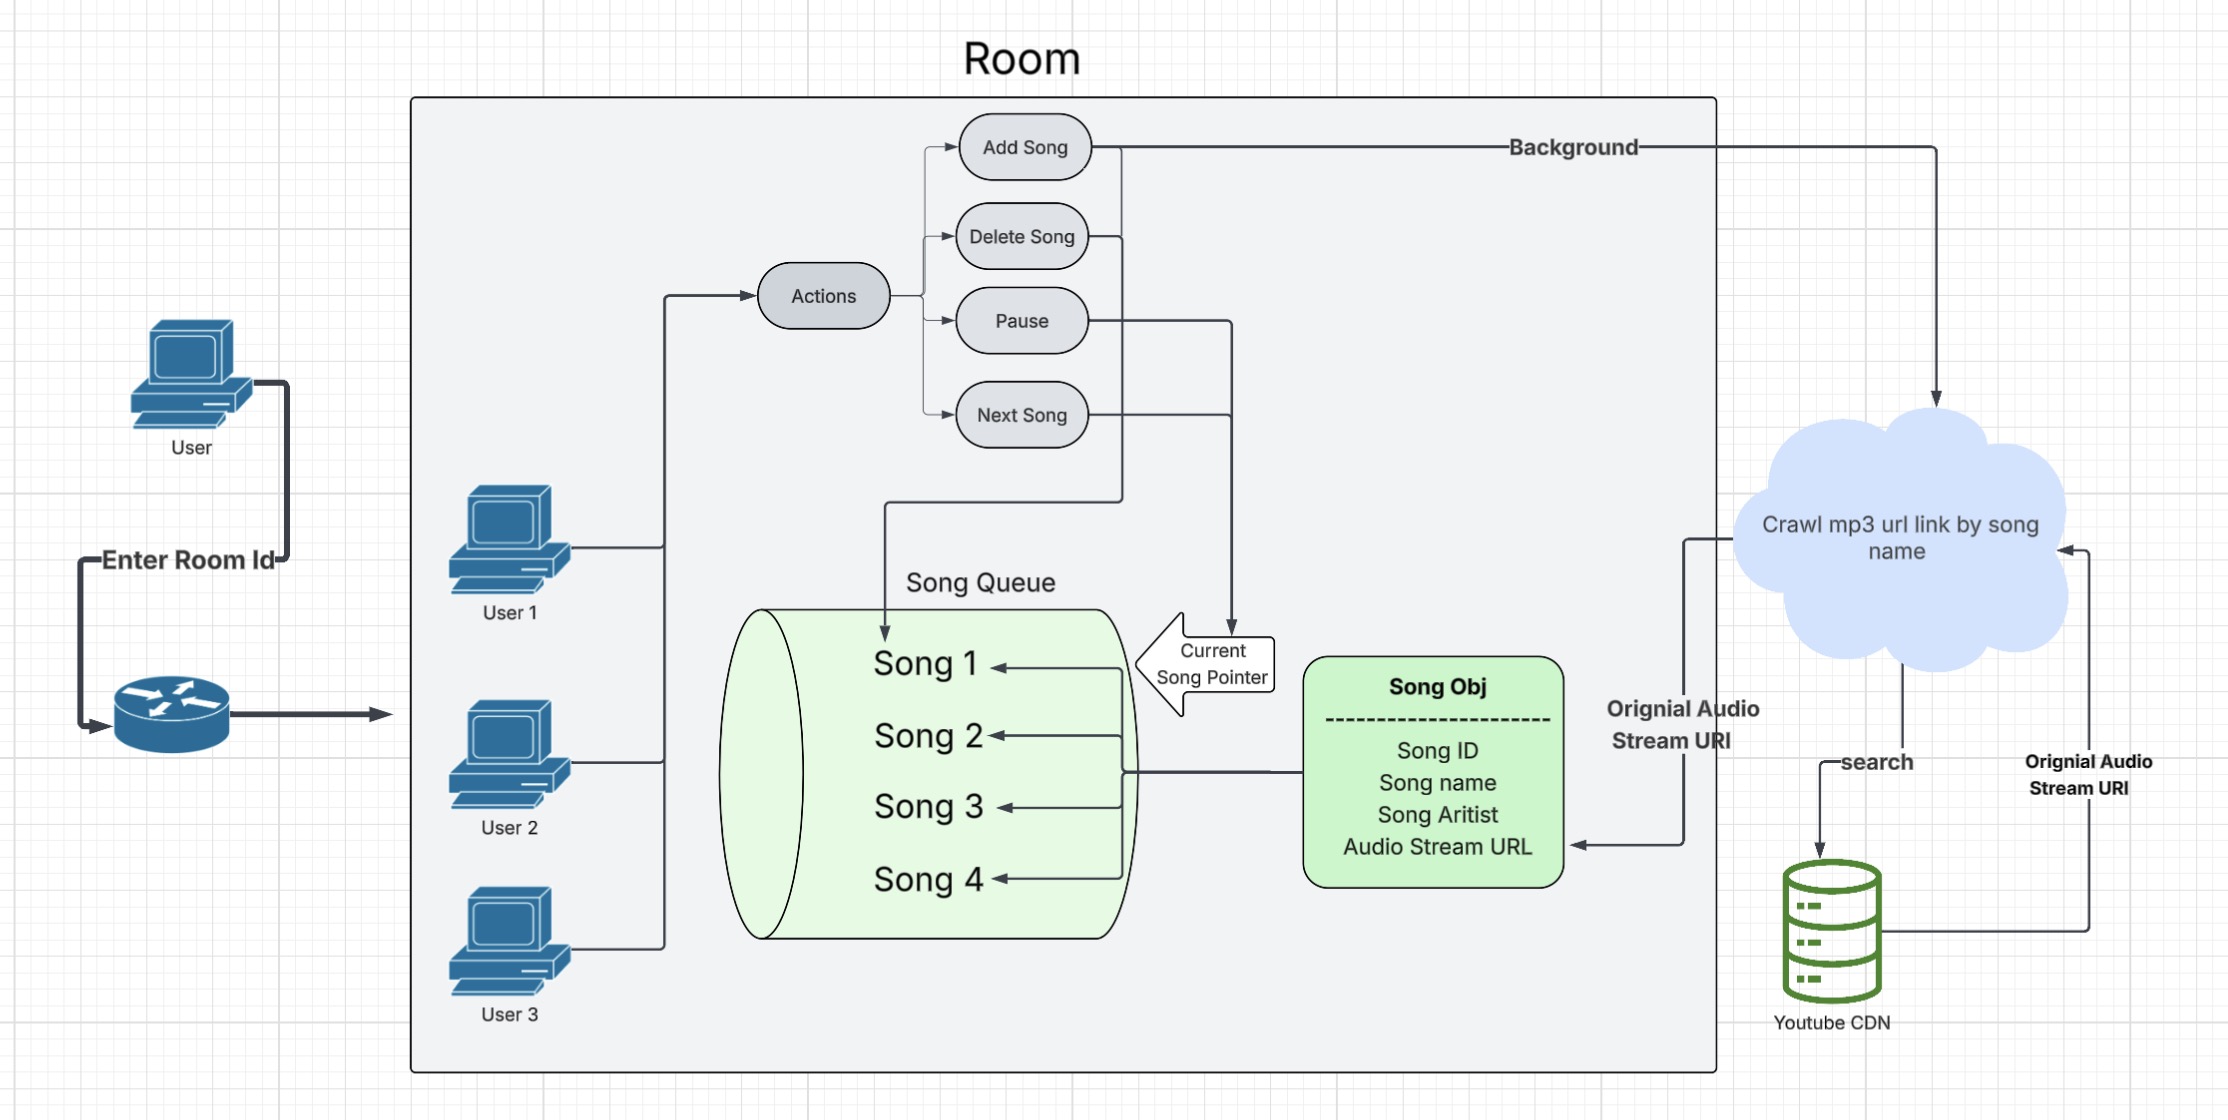 Room
Add Song
Background
Delete Song
Actions
Pause
Next Song
User
Enter Room Id
User 1
User 2
User 3
Song Queue
Song 1
Song 2
Song 3
Song 4
Current
Song Pointer
Song Obj
--------------------------
Song ID
Song name
Song Aritist
Audio Stream URL
Orignial Audio
Stream URI
Crawl mp3 url link by song
name
search
Orignial Audio
Stream URI
Youtube CDN